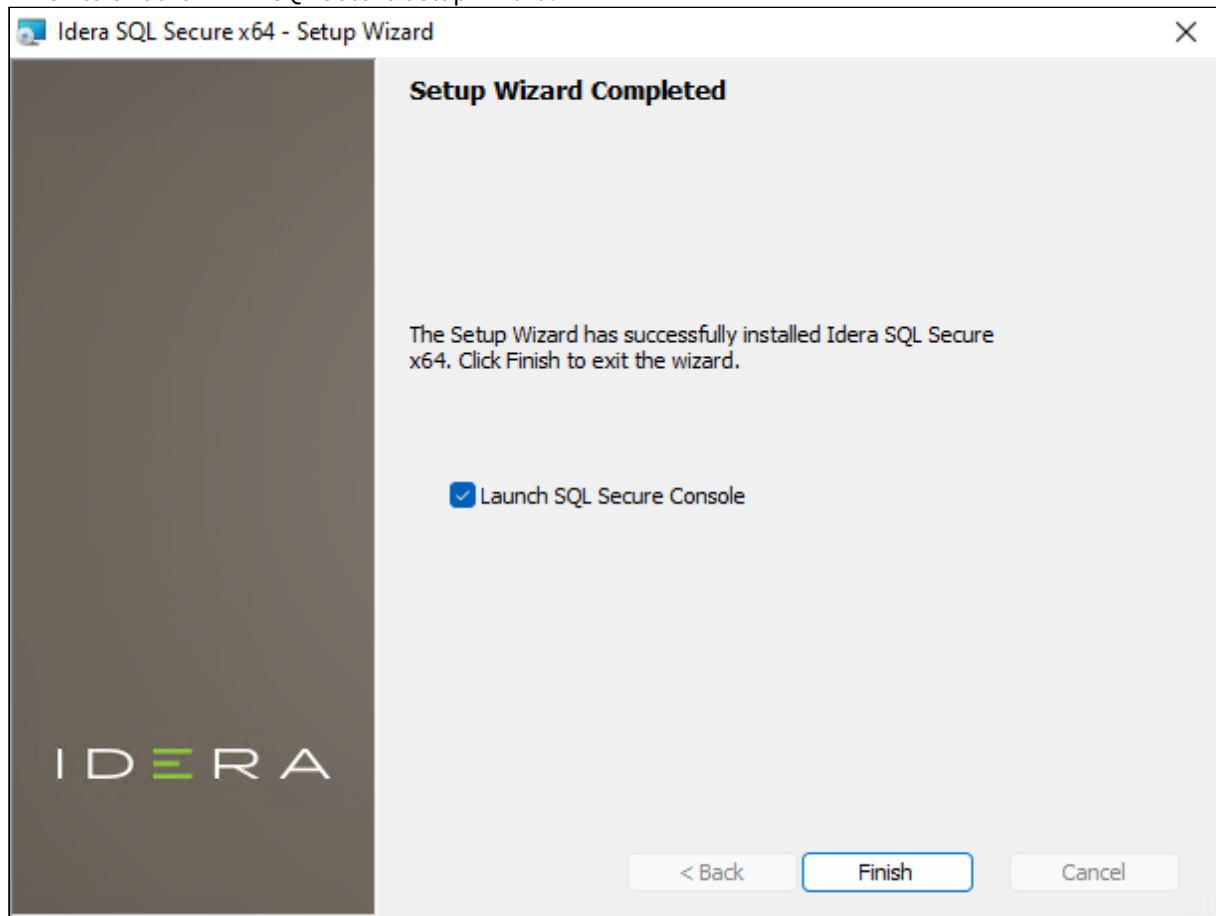 Idera SQL Secure x64 - Setup Wizard
Setup Wizard Completed
The Setup Wizard has successfully installed Idera SQL Secure
x64. Click Finish to exit the wizard.
Launch SQL Secure Console
IDERA
< Back
Finish
Cancel